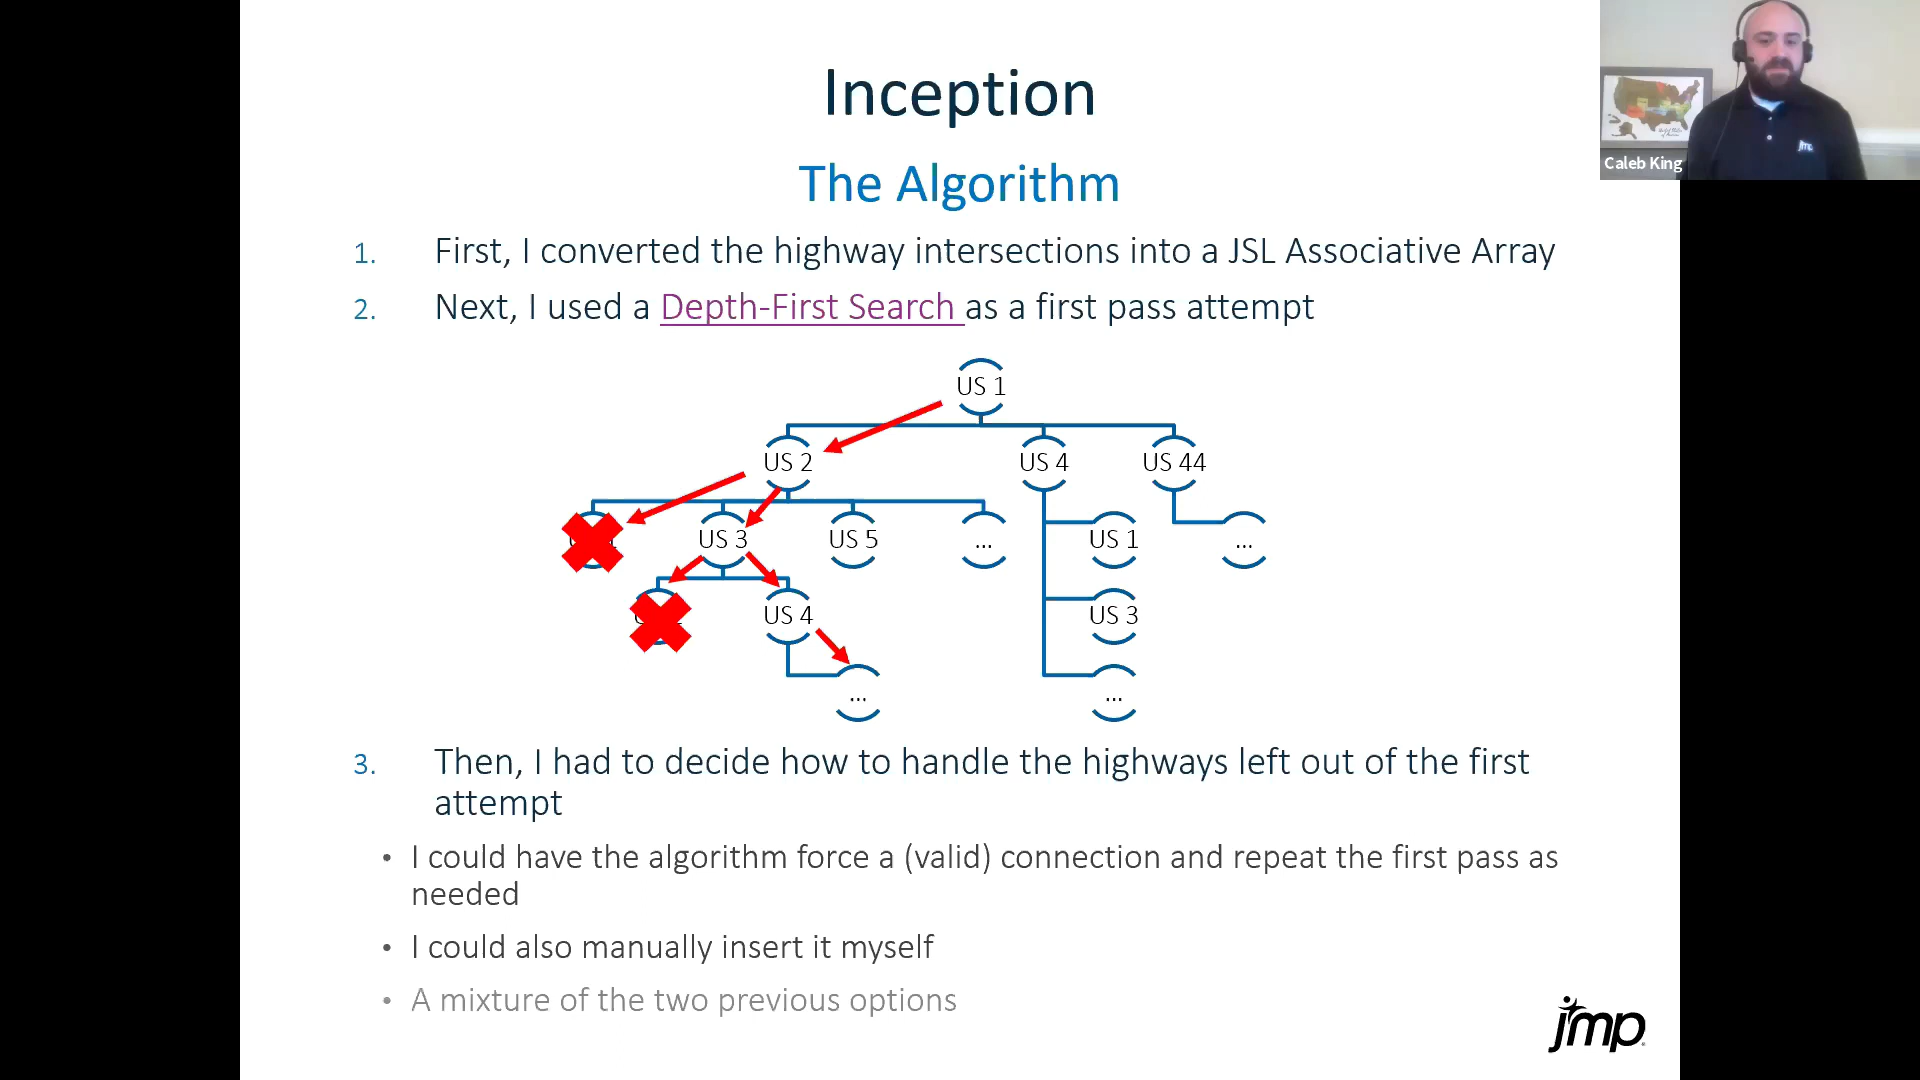 Inception
The Algorithm
1. First, I converted the highway intersections into a JSL Associative Array
2. Next, I used a Depth-First Search as a first pass attempt
US 1
US 2
US 4
US 44
US 3
US 5
...
US 1
...
US 4
US 3
...
...
3. Then, I had to decide how to handle the highways left out of the first
attempt
• I could have the algorithm force a (valid) connection and repeat the first pass as
needed
• I could also manually insert it myself
• A mixture of the two previous options
jmp
Caleb King
jmp